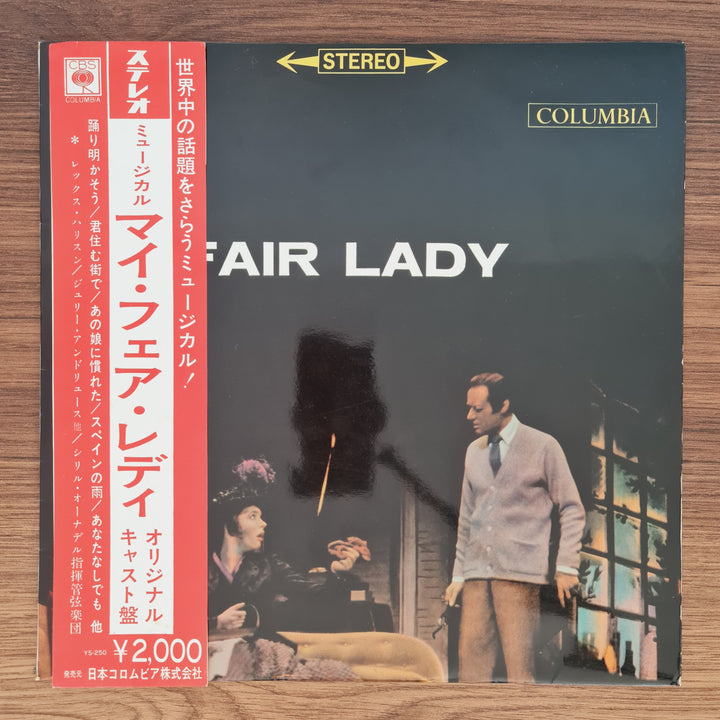 CBS
COLUMBIA
ステレオ
世界中の話題をさらうミュージカル!
ミュージカル
マイ・フェア・レディ
オリジナル
キャスト盤
踊り明かそう/君住む街で/あの娘に慣れた/スペインの雨/あなたなしでも 他
* レックス・ハリスン/ジュリー・アンドリュース他/シリル・オーナデル指揮管弦楽団
YS-250
¥2,000
発売元 日本コロムビア株式会社
STEREO
COLUMBIA
FAIR LADY